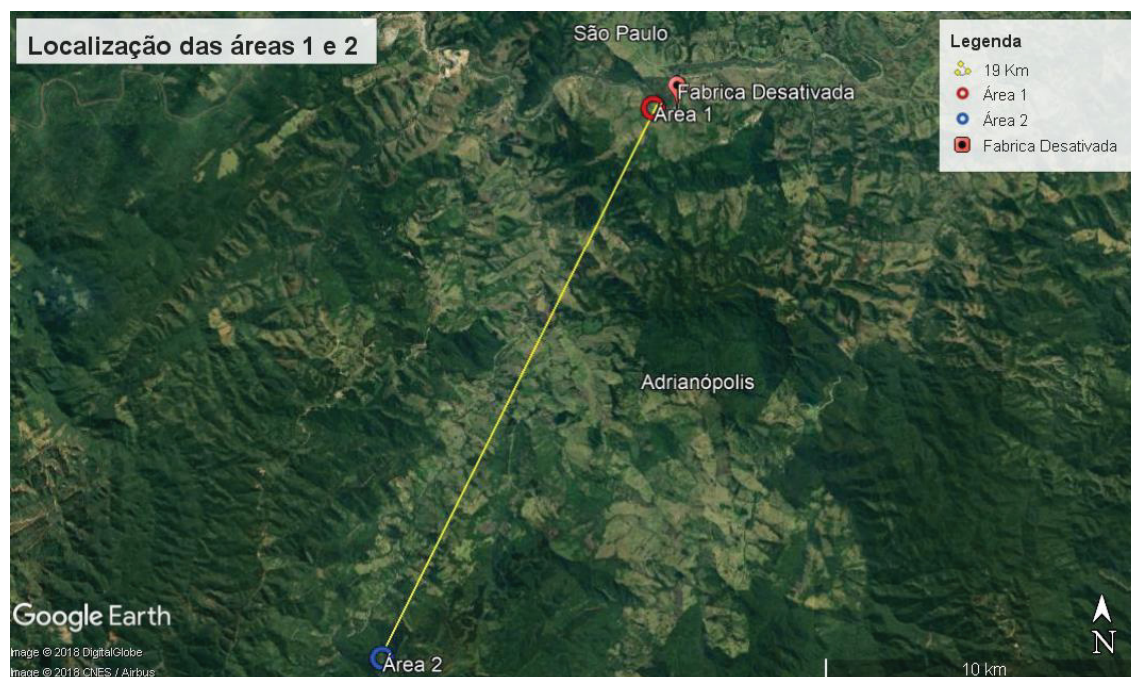 Localização das áreas 1 e 2
São Paulo
Legenda
19 Km
Área 1
Área 2
Fabrica Desativada
Fabrica Desativada
Área 1
Adrianópolis
Google Earth
Image © 2018 DigitalGlobe
Image © 2018 CNES / Airbus
Área 2
10 km
N